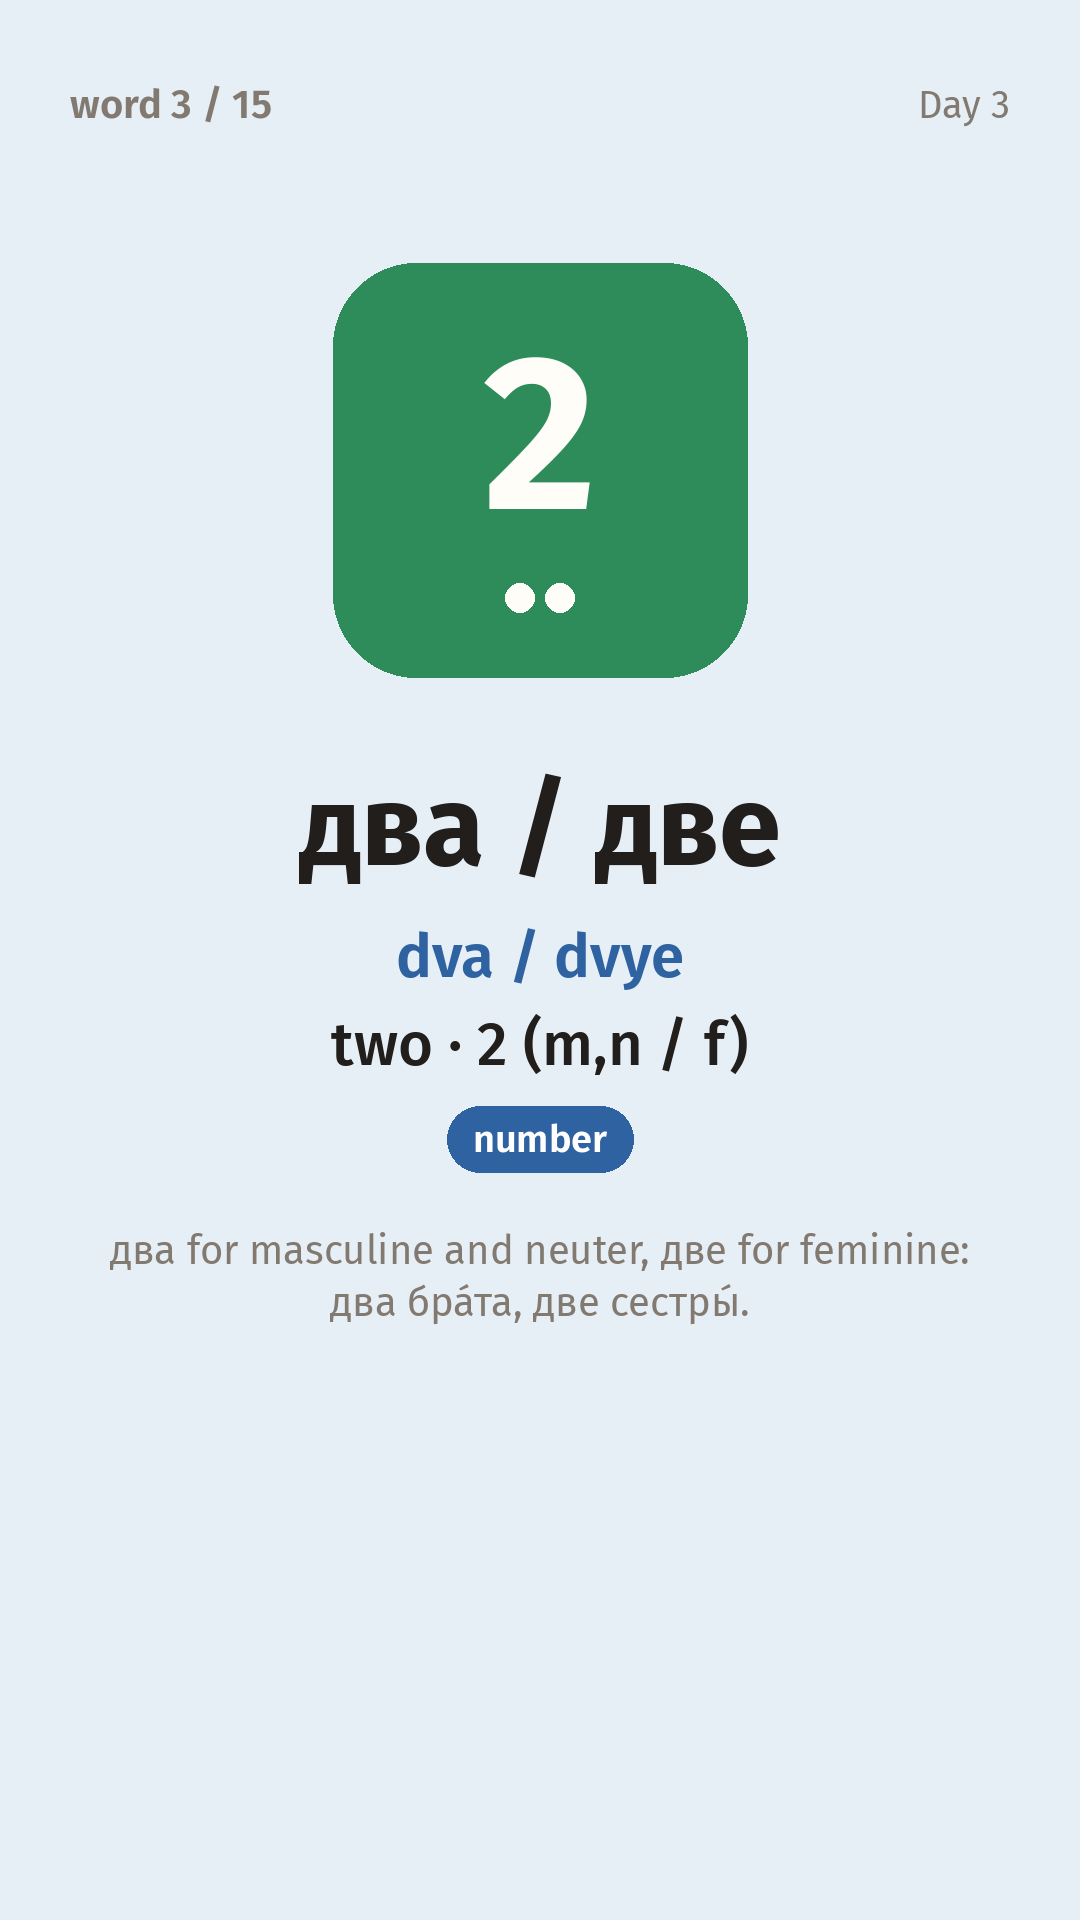 word 3 / 15
Day 3
2
два / две
dva / dvye
two · 2 (m,n / f)
number
два for masculine and neuter, две for feminine:
два бра́та, две сестры́.